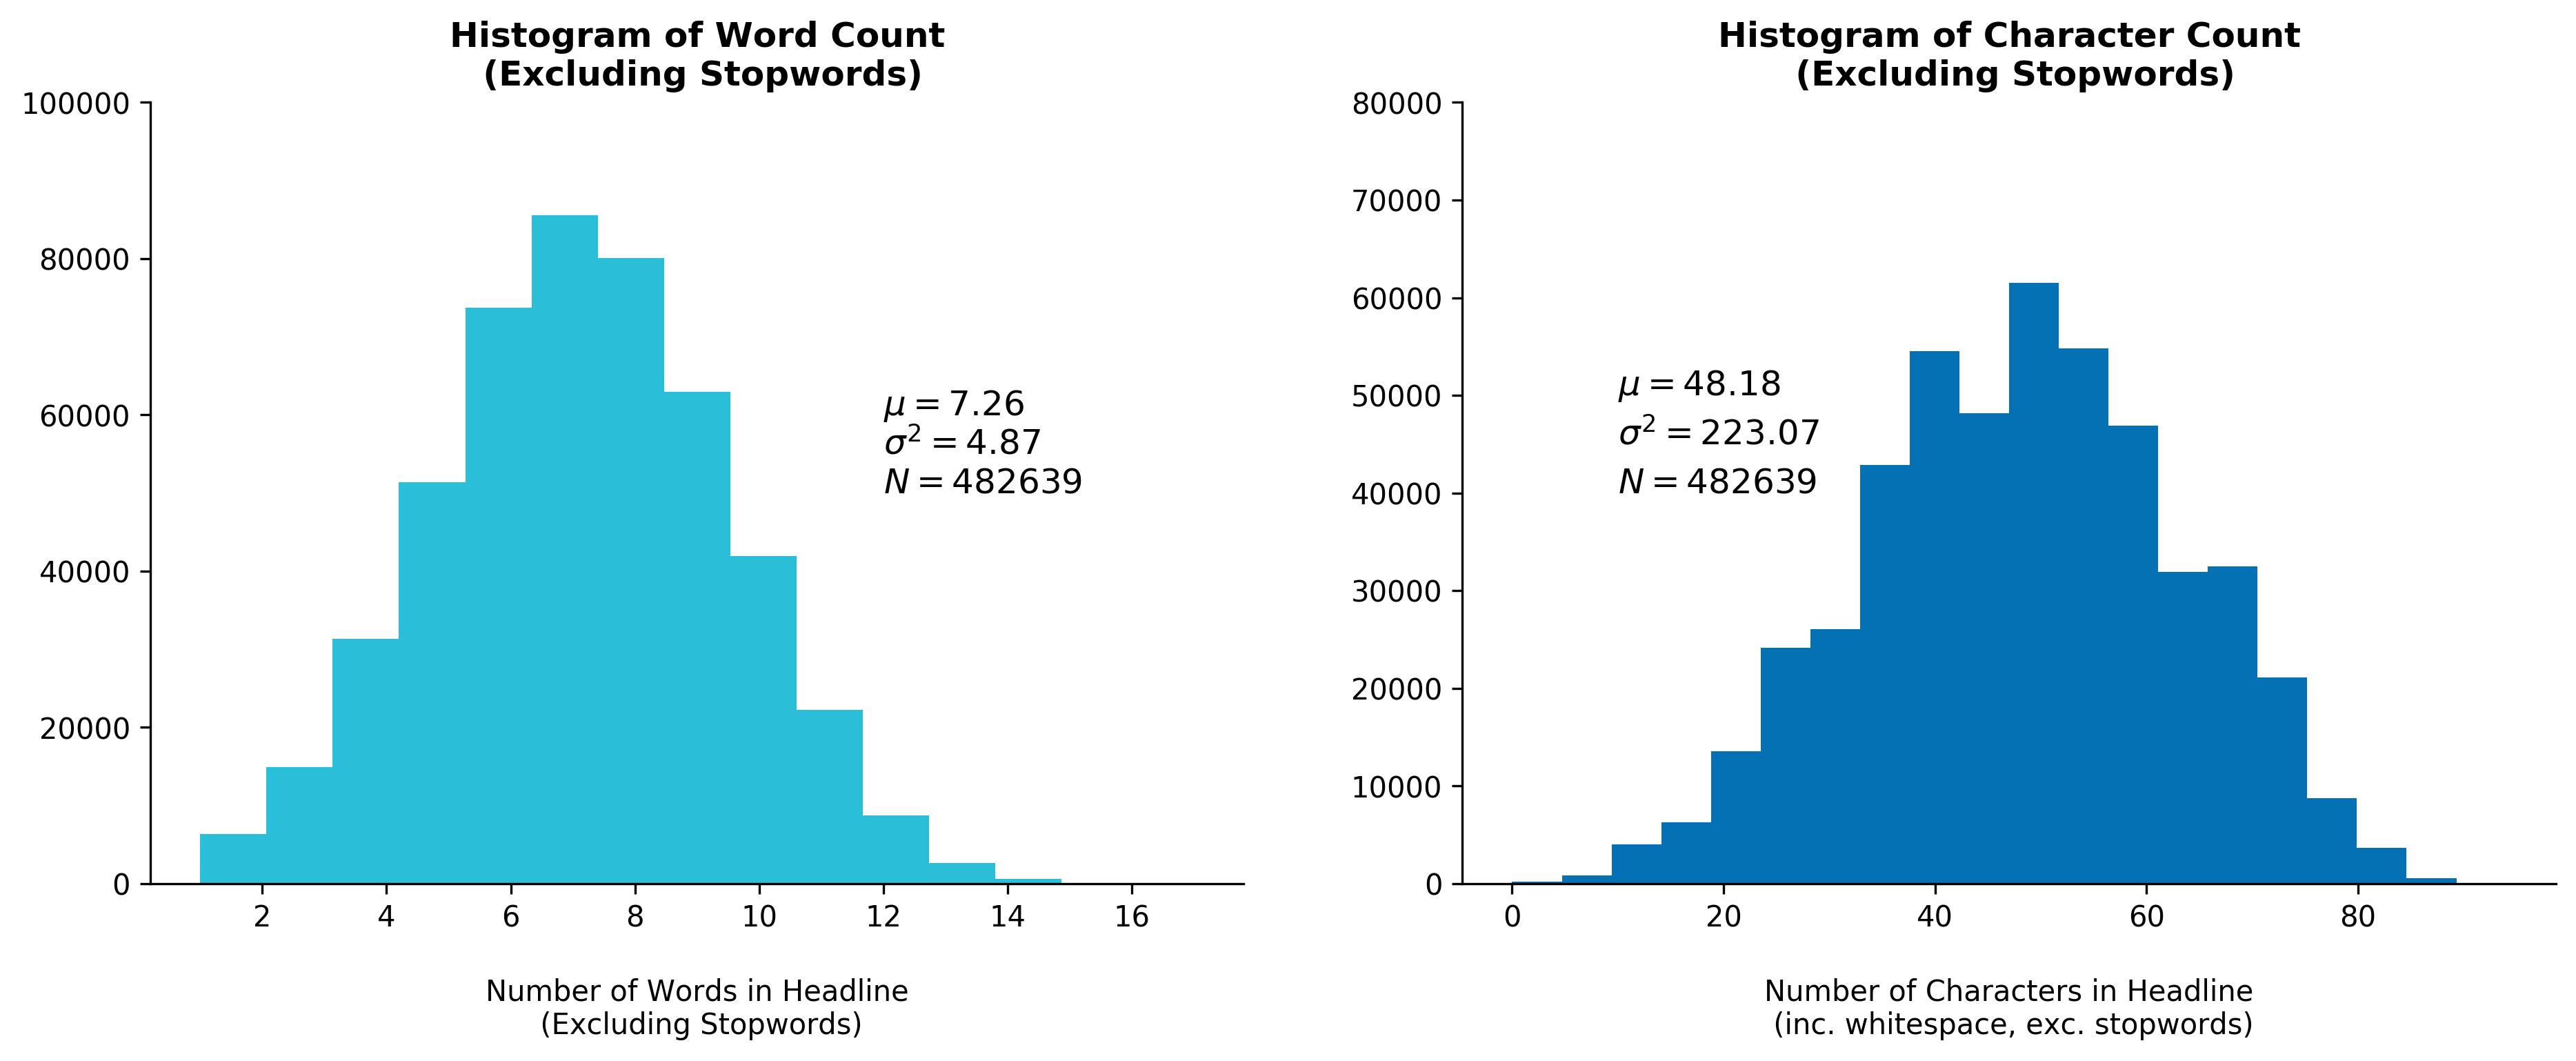 Histogram of Word Count
(Excluding Stopwords)
100000
80000
60000
40000
20000
0
μ = 7.26
σ² = 4.87
N = 482639
2 4 6 8 10 12 14 16
Number of Words in Headline
(Excluding Stopwords)
Histogram of Character Count
(Excluding Stopwords)
80000
70000
60000
50000
40000
30000
20000
10000
0
μ = 48.18
σ² = 223.07
N = 482639
0 20 40 60 80
Number of Characters in Headline
(inc. whitespace, exc. stopwords)